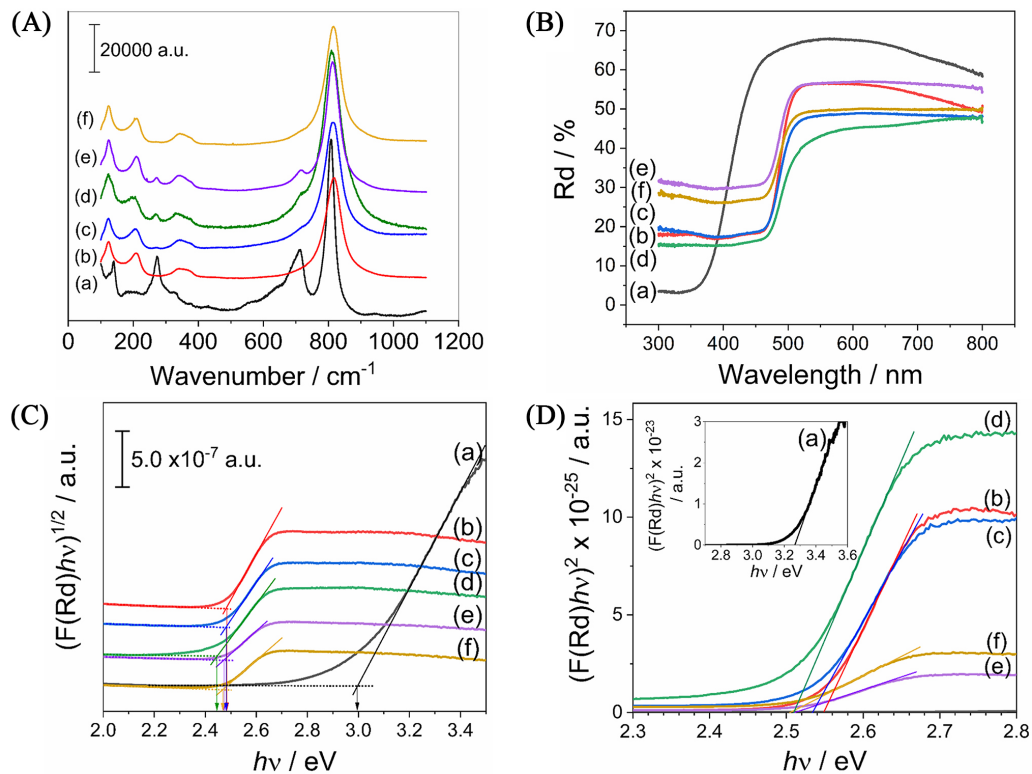 (A)
20000 a.u.
(f)
(e)
(d)
(c)
(b)
(a)
0 200 400 600 800 1000 1200
Wavenumber / cm⁻¹
(B)
Rd / %
70
60
50
40
30
20
10
0
(e)
(f)
(c)
(b)
(d)
(a)
300 400 500 600 700 800
Wavelength / nm
(C)
(F(Rd)hν)^1/2 / a.u.
5.0 x10⁻⁷ a.u.
(a)
(b)
(c)
(d)
(e)
(f)
2.0 2.2 2.4 2.6 2.8 3.0 3.2 3.4
hν / eV
(D)
(F(Rd)hν)² x 10⁻²⁵ / a.u.
15
10
5
0
(d)
(b)
(c)
(f)
(e)
2.3 2.4 2.5 2.6 2.7 2.8
hν / eV
(F(Rd)hν)² x 10⁻²³
/ a.u.
3
2
1
0
(a)
2.8 3.0 3.2 3.4 3.6
hν / eV